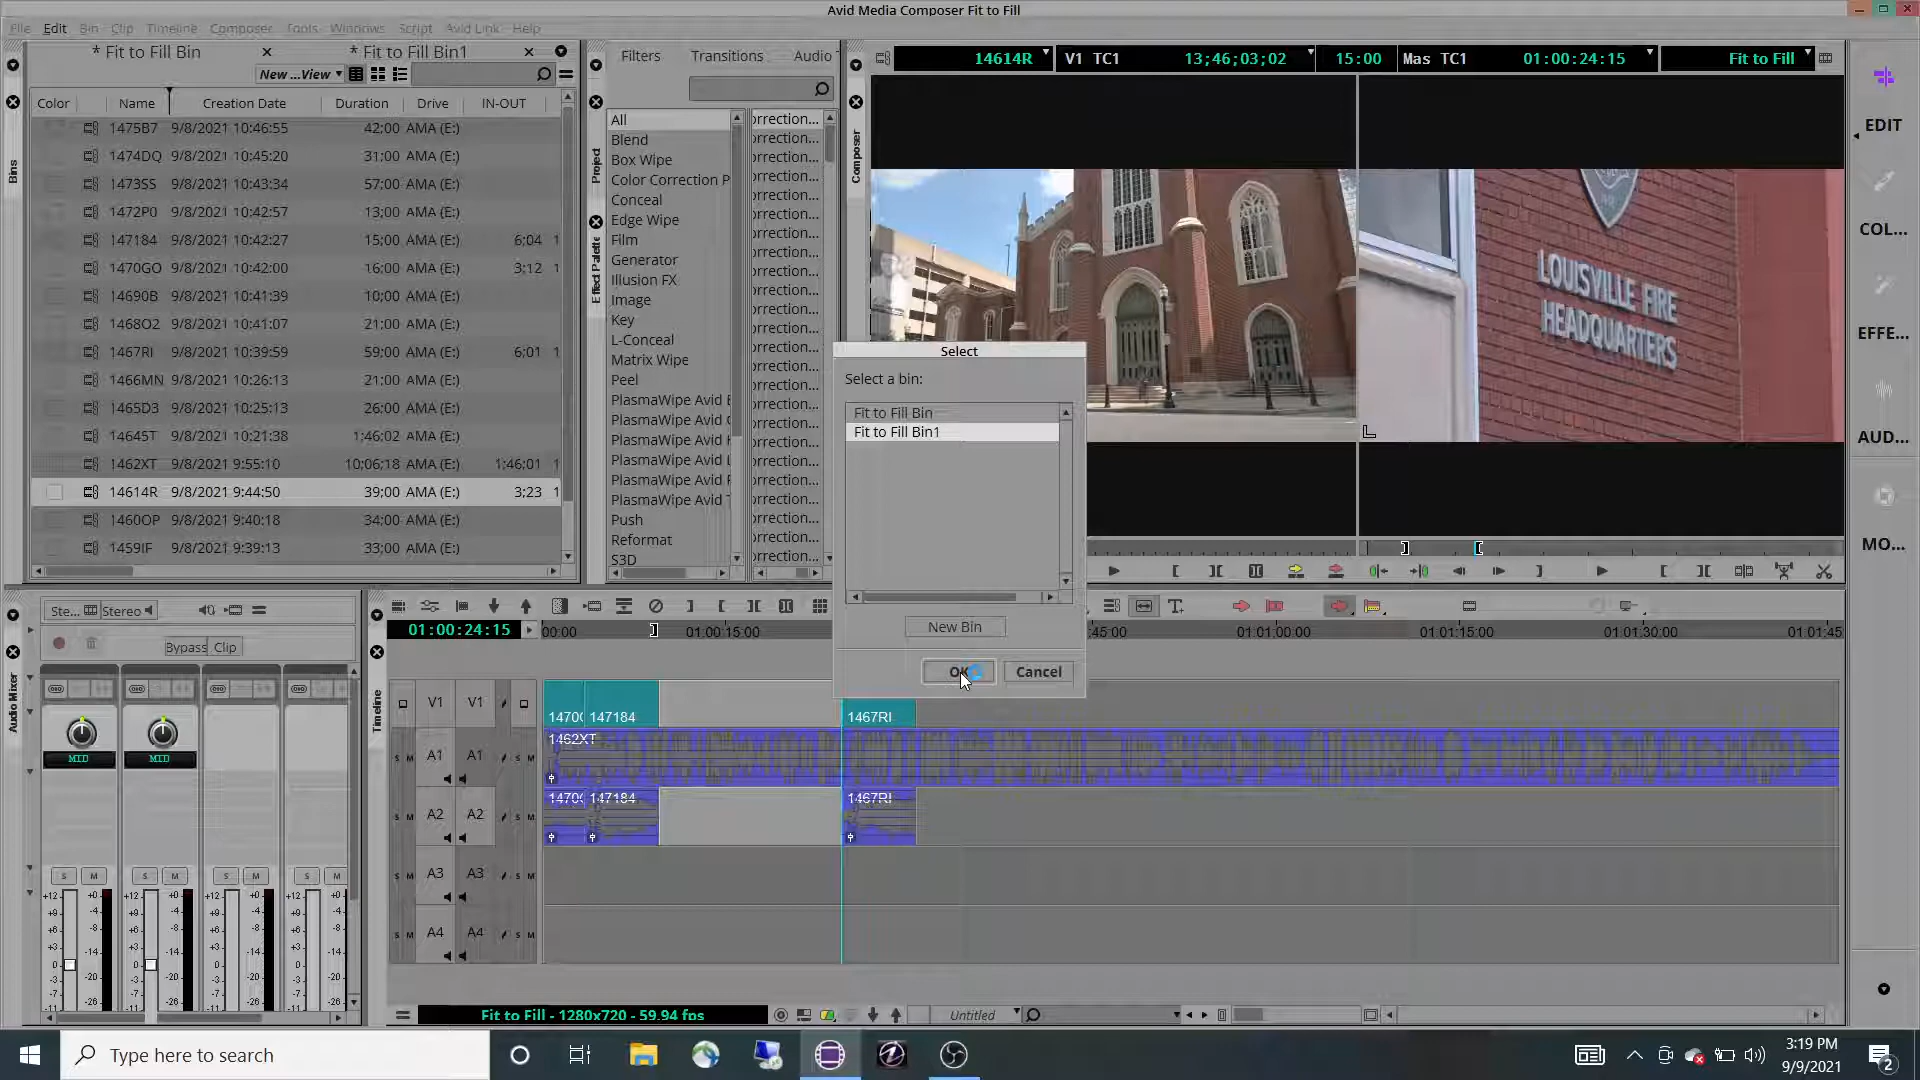 Avid Media Composer Fit to Fill
File Edit Bin Clip Timeline Composer Tools Windows Script Avid Link Help
* Fit to Fill Bin
* Fit to Fill Bin1
New ...View
Color Name Creation Date Duration Drive IN-OUT
1475B7 9/8/2021 10:46:55 42;00 AMA (E:)
1474DQ 9/8/2021 10:45:20 31;00 AMA (E:)
1473SS 9/8/2021 10:43:34 57;00 AMA (E:)
1472P0 9/8/2021 10:42:57 13;00 AMA (E:)
147184 9/8/2021 10:42:27 15;00 AMA (E:) 6;04 1
1470GO 9/8/2021 10:42:00 16;00 AMA (E:) 3;12 1
14690B 9/8/2021 10:41:39 10;00 AMA (E:)
1468O2 9/8/2021 10:41:07 21;00 AMA (E:)
1467RI 9/8/2021 10:39:59 59;00 AMA (E:) 6;01 1
1466MN 9/8/2021 10:26:13 21;00 AMA (E:)
1465D3 9/8/2021 10:25:13 26;00 AMA (E:)
14645T 9/8/2021 10:21:38 1;46;02 AMA (E:)
1462XT 9/8/2021 9:55:10 10;06;18 AMA (E:) 1;46;01 1
14614R 9/8/2021 9:44:50 39;00 AMA (E:) 3;23 1
1460OP 9/8/2021 9:40:18 34;00 AMA (E:)
1459IF 9/8/2021 9:39:13 33;00 AMA (E:)
Bins
Project
Effect Palette
Filters Transitions Audio
All
Blend
Box Wipe
Color Correction P
Conceal
Edge Wipe
Film
Generator
Illusion FX
Image
Key
L-Conceal
Matrix Wipe
Peel
PlasmaWipe Avid
PlasmaWipe Avid
PlasmaWipe Avid
PlasmaWipe Avid
PlasmaWipe Avid
PlasmaWipe Avid
Push
Reformat
S3D
Composer
14614R V1 TC1 13;46;03;02 15:00 Mas TC1 01:00:24:15 Fit to Fill
LOUISVILLE FIRE
HEADQUARTERS
EDIT
COL...
EFFE...
AUD...
MO...
Select
Select a bin:
Fit to Fill Bin
Fit to Fill Bin1
New Bin
OK Cancel
Ste... Stereo
Bypass Clip
Audio Mixer
MID MID
S M S M S M S M
Timeline
01:00:24:15
00:00 01:00:15:00 45:00 01:01:00:00 01:01:15:00 01:01:30:00 01:01:45
V1 V1 147184 1467RI
A1 A1 1462XT
A2 A2 147184 1467RI
A3 A3
A4 A4
Fit to Fill - 1280x720 - 59.94 fps
Untitled
Type here to search
3:19 PM
9/9/2021
2